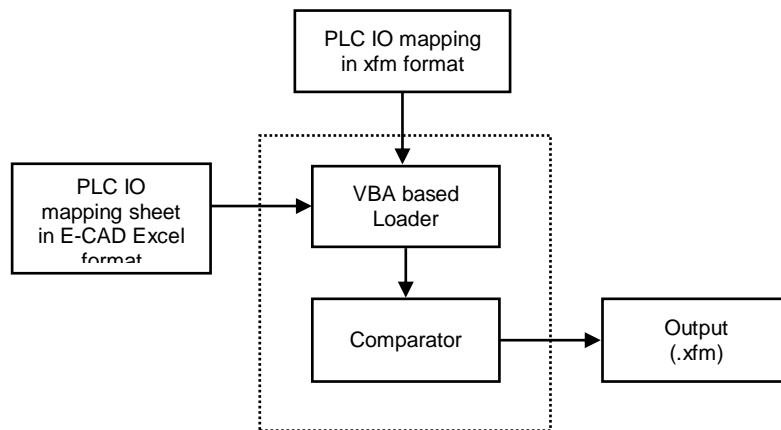 PLC IO mapping
in xfm format
PLC IO
mapping sheet
in E-CAD Excel
format
VBA based
Loader
Comparator
Output
(.xfm)